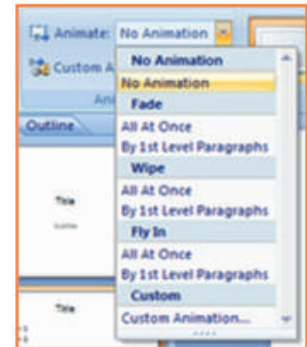 Animate: No Animation
Custom A
No Animation
No Animation
Fade
All At Once
By 1st Level Paragraphs
Wipe
All At Once
By 1st Level Paragraphs
Fly In
All At Once
By 1st Level Paragraphs
Custom
Custom Animation...
Outline
Title
Title